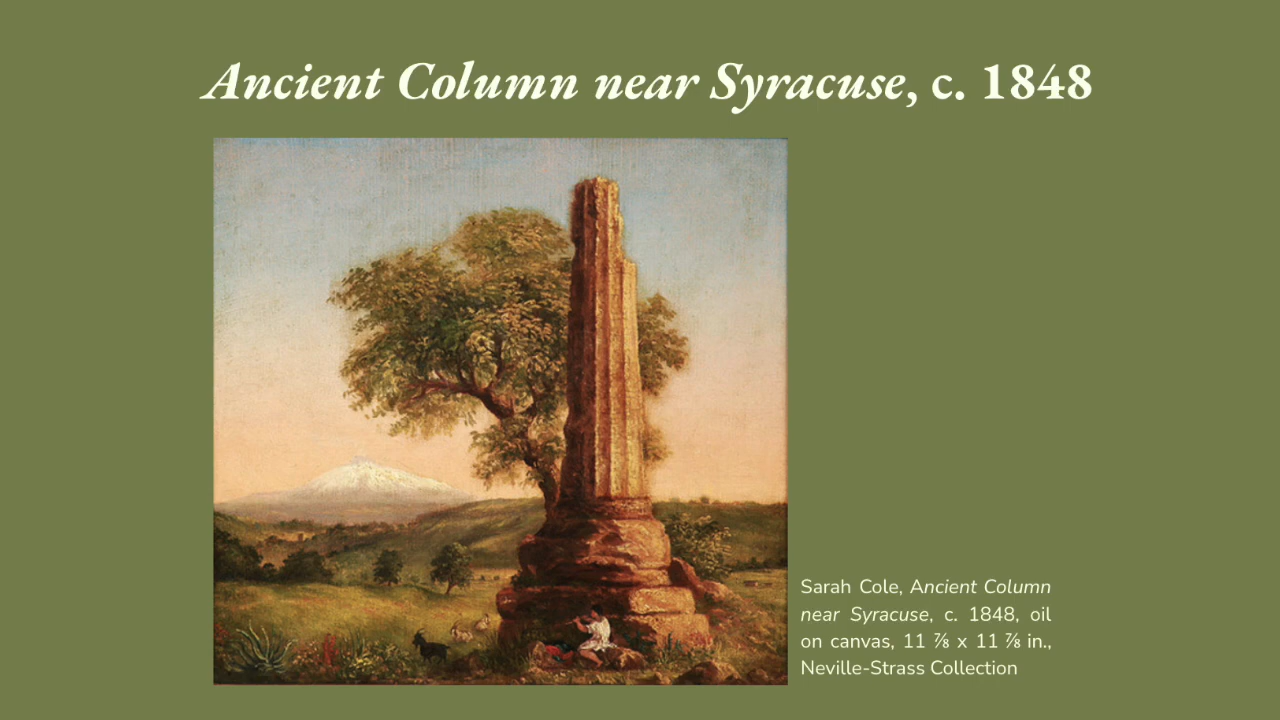 Ancient Column near Syracuse, c. 1848
Sarah Cole, Ancient Column
near Syracuse, c. 1848, oil
on canvas, 11 ⅞ x 11 ⅞ in.,
Neville-Strass Collection